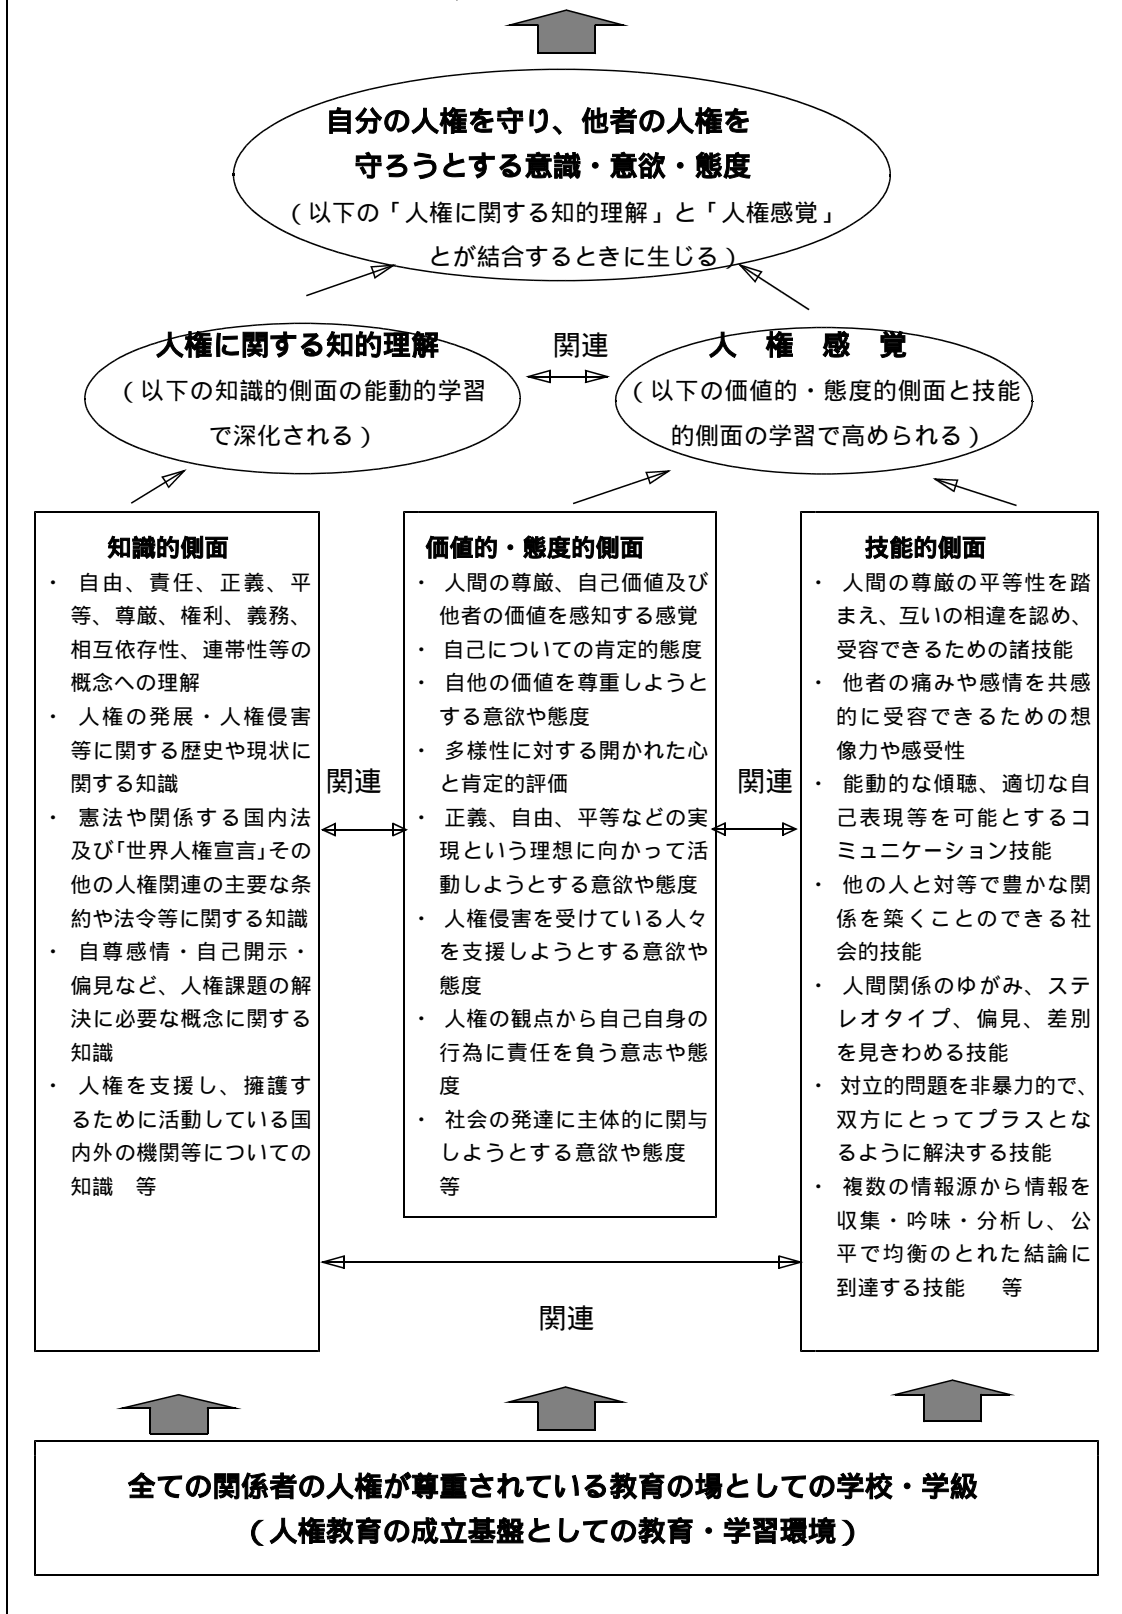 自分の人権を守り、他者の人権を
守ろうとする意識・意欲・態度
（以下の「人権に関する知的理解」と「人権感覚」
とが結合するときに生じる）
人権に関する知的理解
（以下の知識的側面の能動的学習
で深化される）
関連
人　権　感　覚
（以下の価値的・態度的側面と技能
的側面の学習で高められる）
知識的側面
・ 自由、責任、正義、平
等、尊厳、権利、義務、
相互依存性、連帯性等の
概念への理解
・ 人権の発展・人権侵害
等に関する歴史や現状に
関する知識
・ 憲法や関係する国内法
及び「世界人権宣言」その
他の人権関連の主要な条
約や法令等に関する知識
・ 自尊感情・自己開示・
偏見など、人権課題の解
決に必要な概念に関する
知識
・ 人権を支援し、擁護す
るために活動している国
内外の機関等についての
知識　等
関連
価値的・態度的側面
・ 人間の尊厳、自己価値及び
他者の価値を感知する感覚
・ 自己についての肯定的態度
・ 自他の価値を尊重しようと
する意欲や態度
・ 多様性に対する開かれた心
と肯定的評価
・ 正義、自由、平等などの実
現という理想に向かって活
動しようとする意欲や態度
・ 人権侵害を受けている人々
を支援しようとする意欲や
態度
・ 人権の観点から自己自身の
行為に責任を負う意志や態
度
・ 社会の発達に主体的に関与
しようとする意欲や態度
等
関連
技能的側面
・ 人間の尊厳の平等性を踏
まえ、互いの相違を認め、
受容できるための諸技能
・ 他者の痛みや感情を共感
的に受容できるための想
像力や感受性
・ 能動的な傾聴、適切な自
己表現等を可能とするコ
ミュニケーション技能
・ 他の人と対等で豊かな関
係を築くことのできる社
会的技能
・ 人間関係のゆがみ、ステ
レオタイプ、偏見、差別
を見きわめる技能
・ 対立的問題を非暴力的で、
双方にとってプラスとな
るように解決する技能
・ 複数の情報源から情報を
収集・吟味・分析し、公
平で均衡のとれた結論に
到達する技能　等
関連
全ての関係者の人権が尊重されている教育の場としての学校・学級
（人権教育の成立基盤としての教育・学習環境）